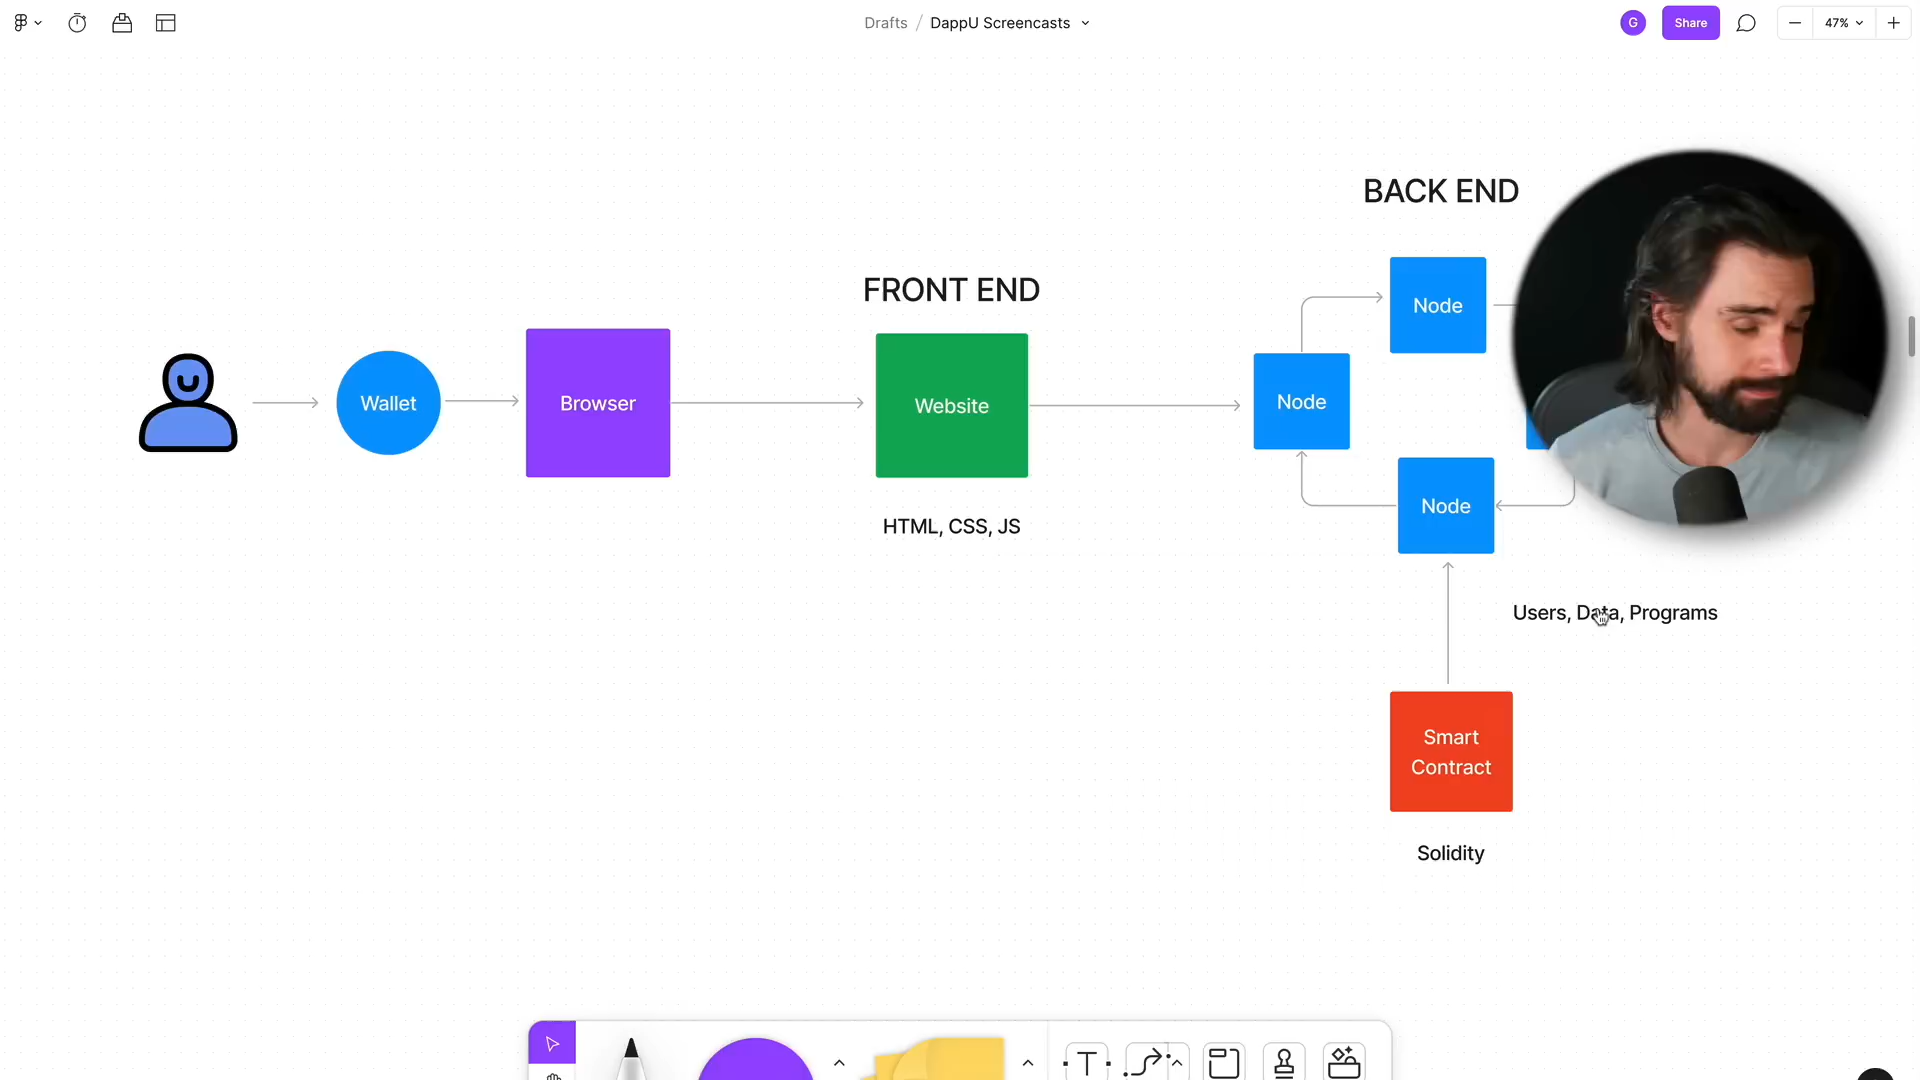 Drafts / DappU Screencasts
G
Share
47%
BACK END
FRONT END
Node
Wallet
Browser
Website
Node
HTML, CSS, JS
Node
Users, Data, Programs
Smart
Contract
Solidity